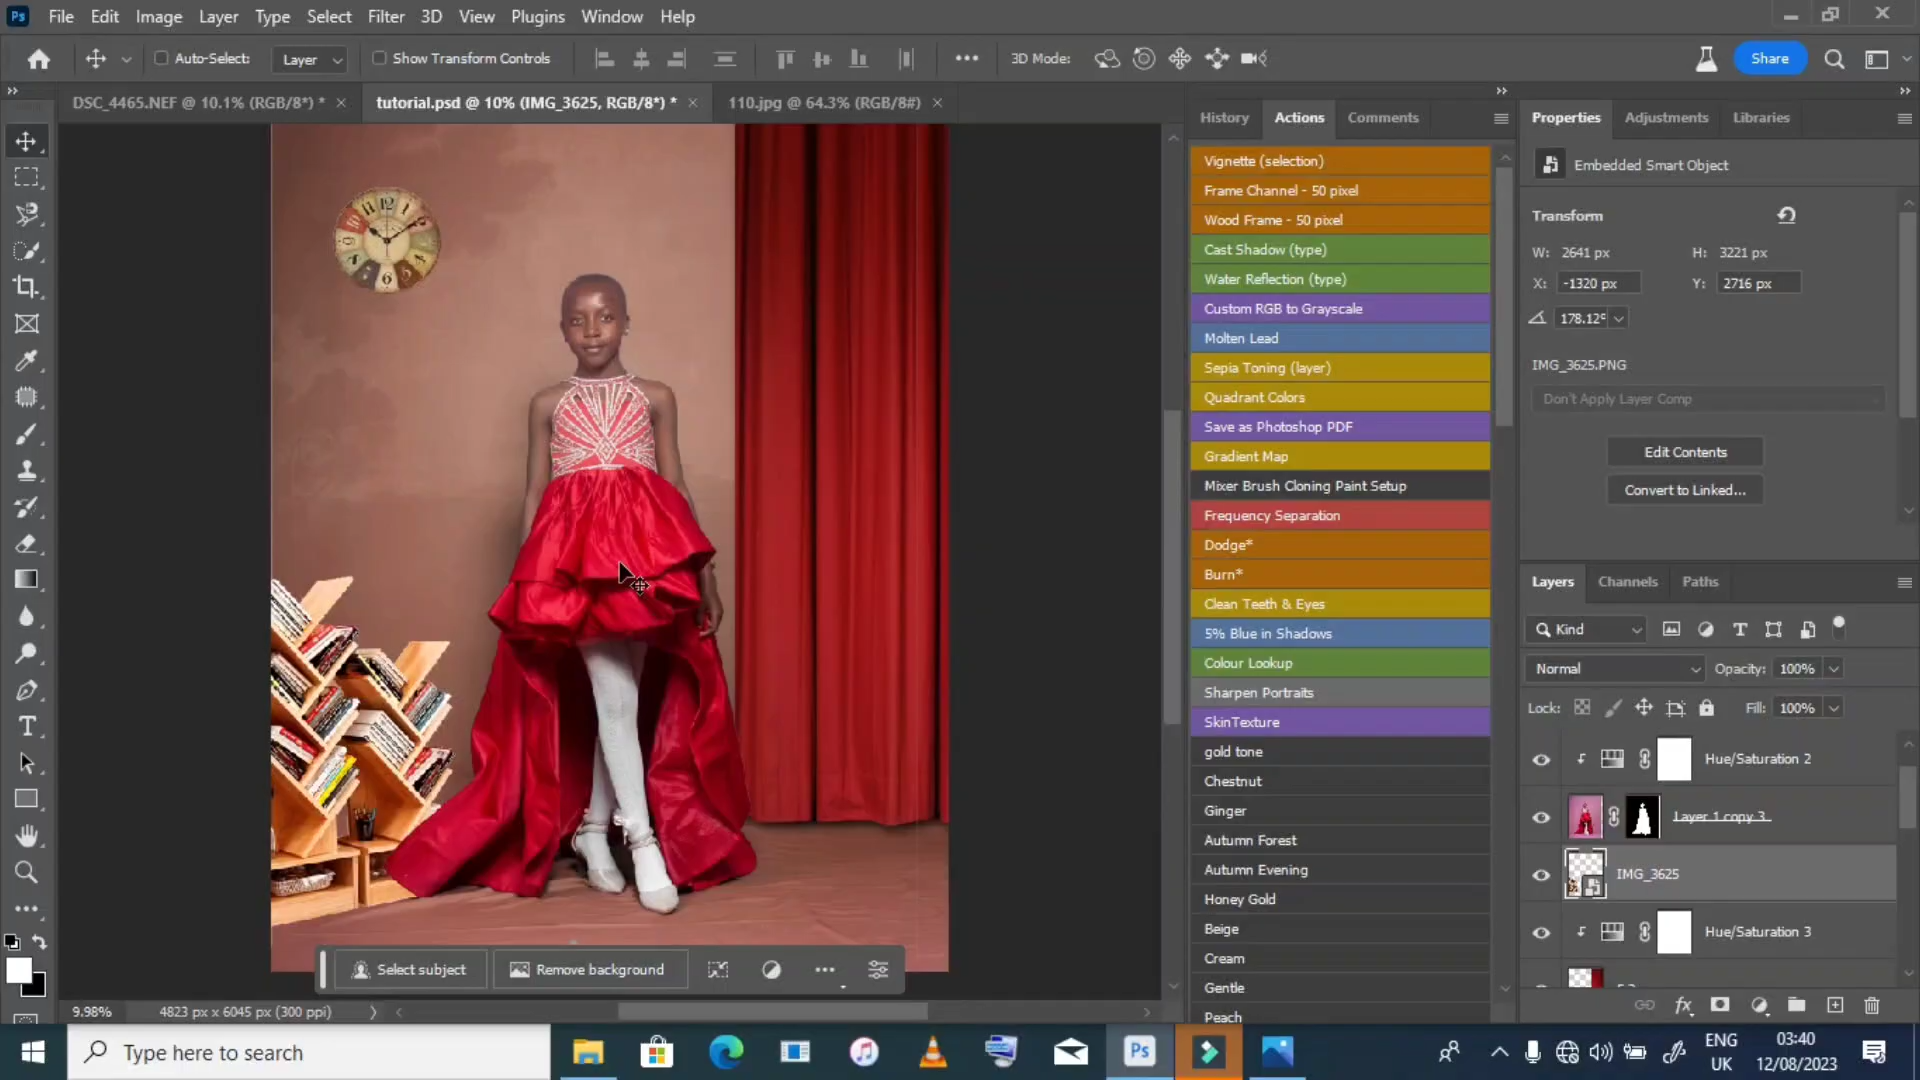 Ps File Edit Image Layer Type Select Filter 3D View Plugins Window Help
Auto-Select: Layer Show Transform Controls 3D Mode: Share
DSC_4465.NEF @ 10.1% (RGB/8*) * tutorial.psd @ 10% (IMG_3625, RGB/8*) * 110.jpg @ 64.3% (RGB/8#)
History Actions Comments
Vignette (selection)
Frame Channel - 50 pixel
Wood Frame - 50 pixel
Cast Shadow (type)
Water Reflection (type)
Custom RGB to Grayscale
Molten Lead
Sepia Toning (layer)
Quadrant Colors
Save as Photoshop PDF
Gradient Map
Mixer Brush Cloning Paint Setup
Frequency Separation
Dodge*
Burn*
Clean Teeth & Eyes
5% Blue in Shadows
Colour Lookup
Sharpen Portraits
SkinTexture
gold tone
Chestnut
Ginger
Autumn Forest
Autumn Evening
Honey Gold
Beige
Cream
Gentle
Peach
Properties Adjustments Libraries
Embedded Smart Object
Transform
W: 2641 px H: 3221 px
X: -1320 px Y: 2716 px
178.12°
IMG_3625.PNG
Don't Apply Layer Comp
Edit Contents
Convert to Linked...
Layers Channels Paths
Kind
Normal Opacity: 100%
Lock: Fill: 100%
Hue/Saturation 2
Layer 1 copy 3
IMG_3625
Hue/Saturation 3
Select subject Remove background
9.98% 4823 px x 6045 px (300 ppi)
Type here to search
Ps
ENG
UK
03:40
12/08/2023